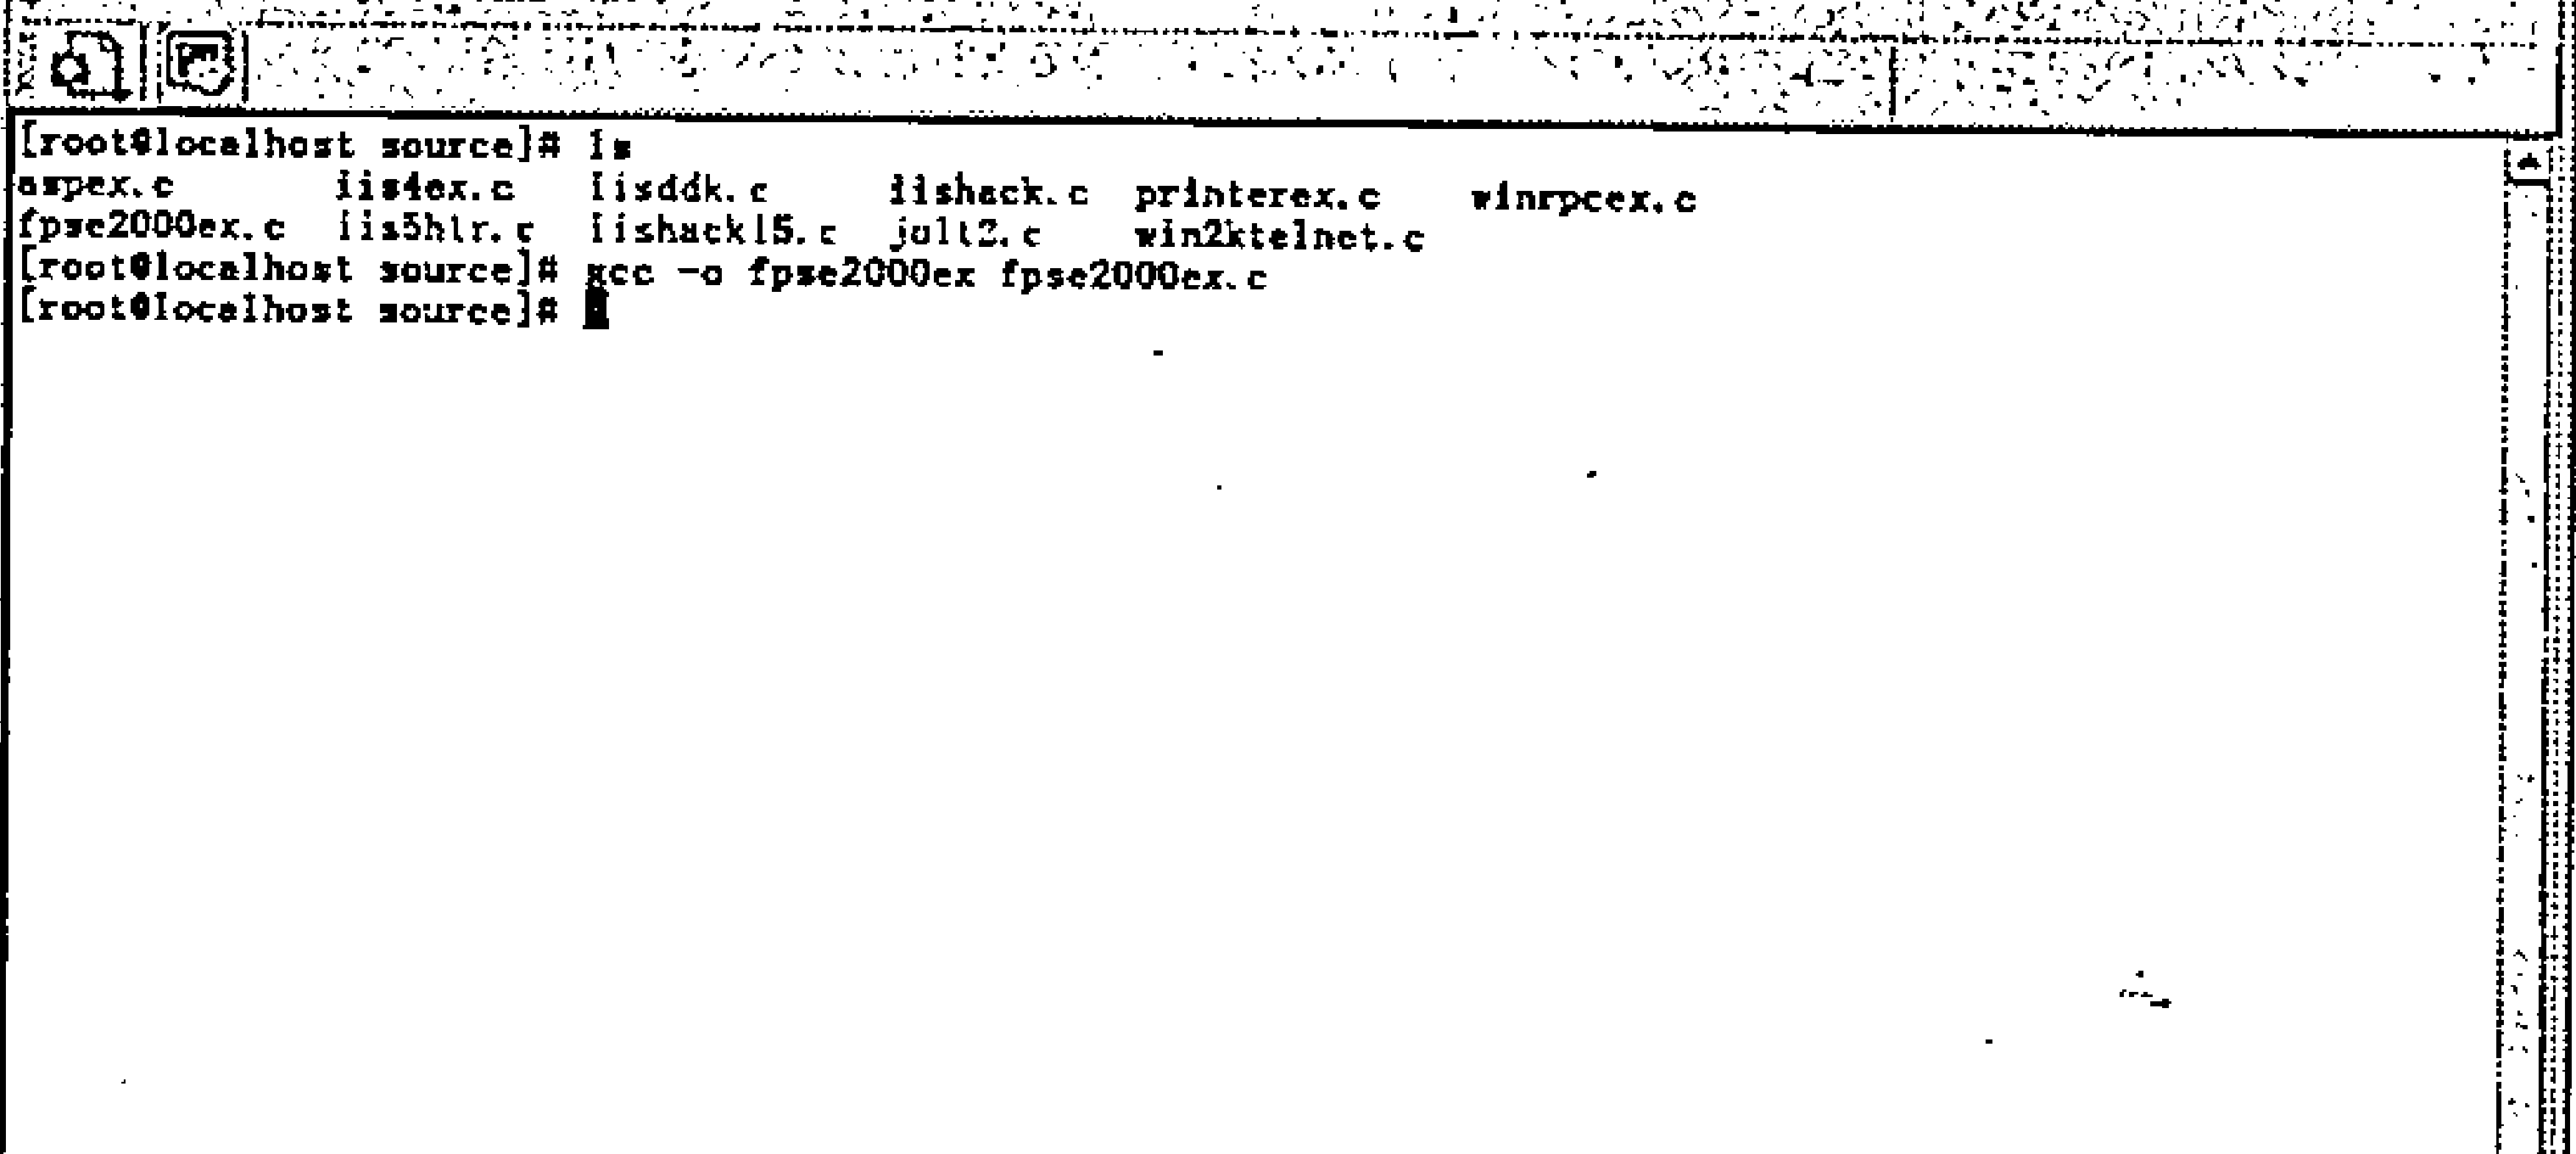 [root@localhost source]# ls
aspex.c iis4ex.c iisddk.c iishack.c printerex.c winrpcex.c
fpse2000ex.c iis5htr.c iishack15.c jolt2.c win2ktelnet.c
[root@localhost source]# gcc -o fpse2000ex fpse2000ex.c
[root@localhost source]#